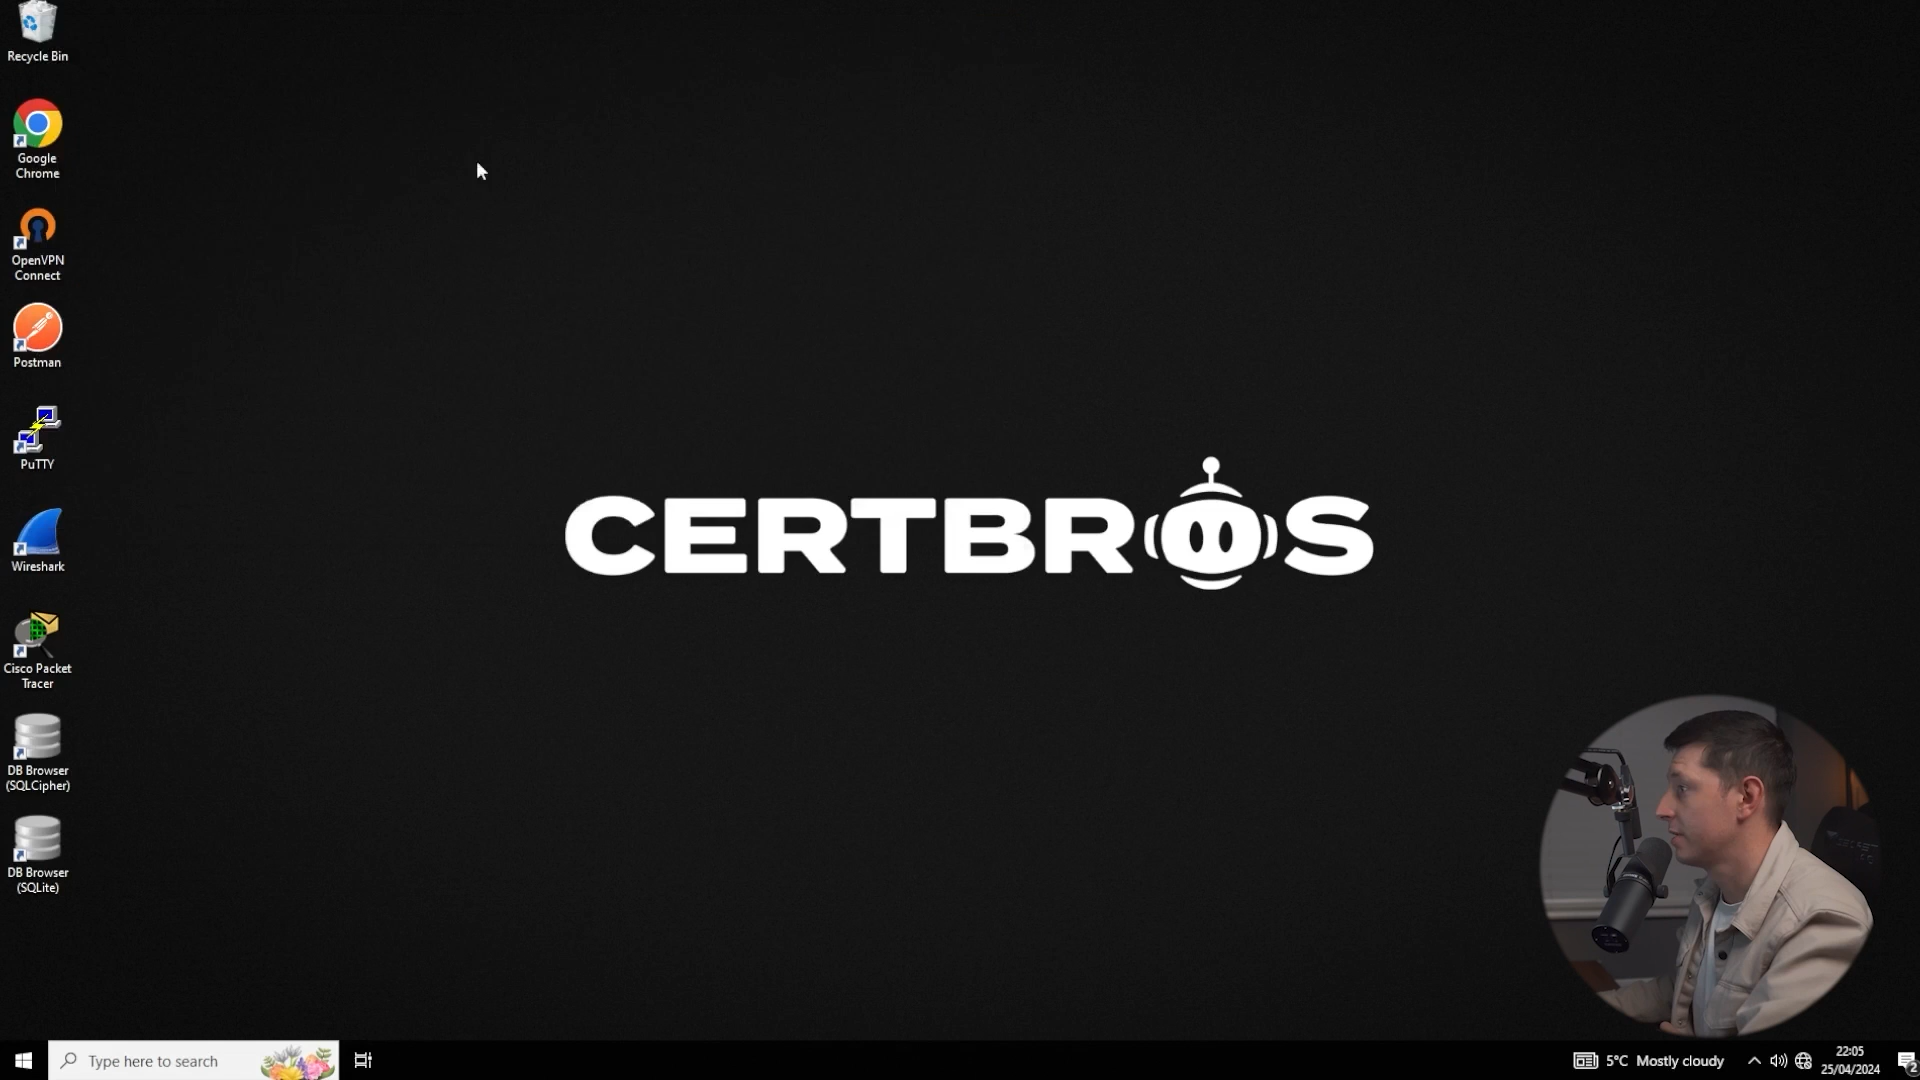 Recycle Bin
Google
Chrome
OpenVPN
Connect
Postman
PuTTY
Wireshark
Cisco Packet
Tracer
DB Browser
(SQLCipher)
DB Browser
(SQLite)
CERTBROS
Type here to search
5°C Mostly cloudy
22:05
25/04/2024
2